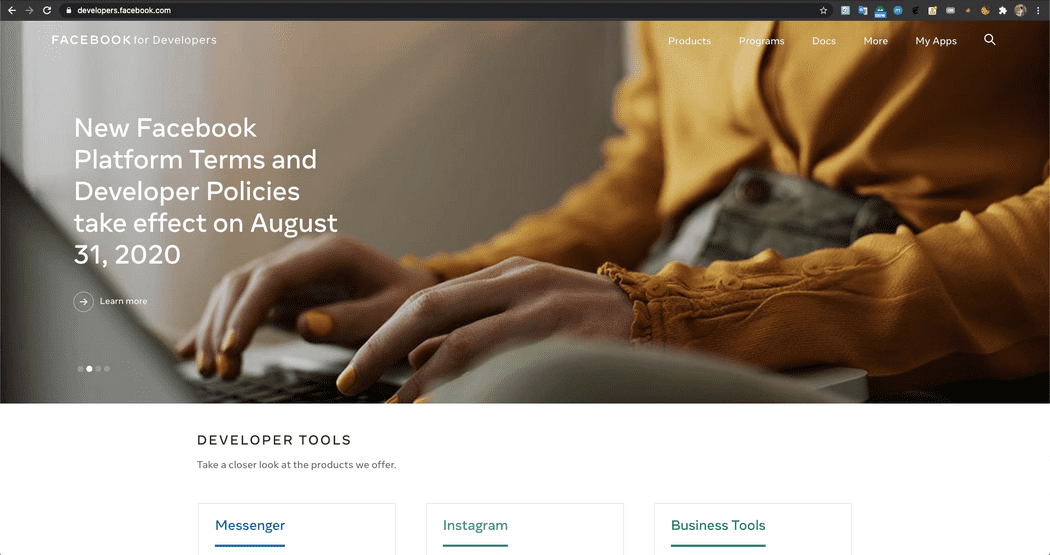 developers.facebook.com
FACEBOOK for Developers
Products Programs Docs More My Apps
New Facebook
Platform Terms and
Developer Policies
take effect on August
31, 2020
Learn more
DEVELOPER TOOLS
Take a closer look at the products we offer.
Messenger Instagram Business Tools